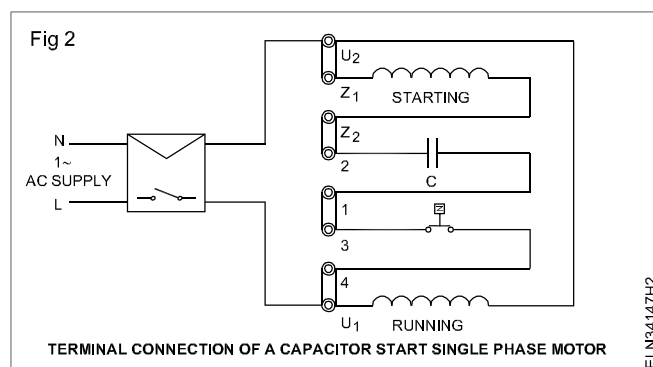 Fig 2
U2
Z1
STARTING
N
1~
AC SUPPLY
L
Z2
2
C
1
N
3
4
U1
RUNNING
TERMINAL CONNECTION OF A CAPACITOR START SINGLE PHASE MOTOR
ELN34147H2